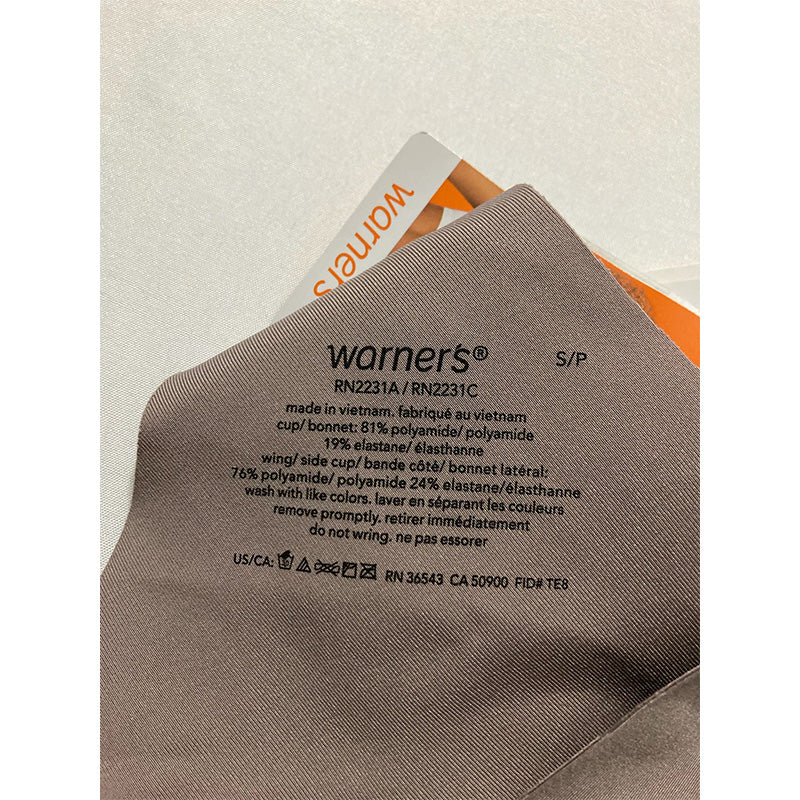 warners
warner's® S/P
RN2231A / RN2231C
made in vietnam. fabriqué au vietnam
cup/ bonnet: 81% polyamide/ polyamide
19% elastane/ élasthanne
wing/ side cup/ bande côtè/ bonnet latéral:
76% polyamide/ polyamide 24% elastane/élasthanne
wash with like colors. laver en séparant les couleurs
remove promptly. retirer immédiatement
do not wring. ne pas essorer
US/CA: RN 36543 CA 50900 FID# TE8